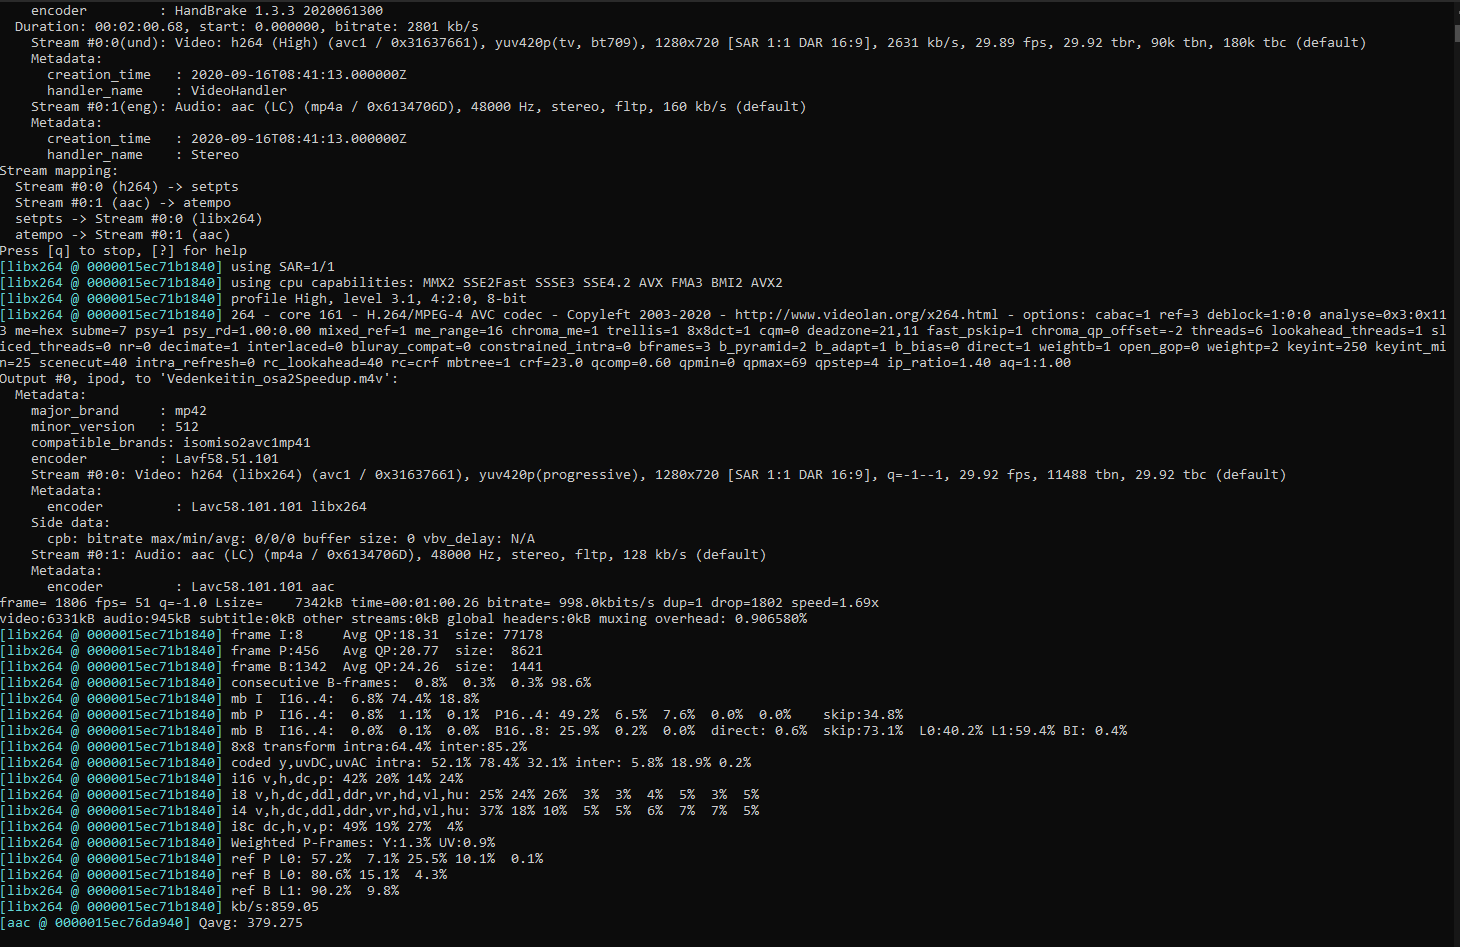 encoder          : HandBrake 1.3.3 2020061300
Duration: 00:02:00.68, start: 0.000000, bitrate: 2801 kb/s
Stream #0:0(und): Video: h264 (High) (avc1 / 0x31637661), yuv420p(tv, bt709), 1280x720 [SAR 1:1 DAR 16:9], 2631 kb/s, 29.89 fps, 29.92 tbr, 90k tbn, 180k tbc (default)
Metadata:
creation_time   : 2020-09-16T08:41:13.000000Z
handler_name    : VideoHandler
Stream #0:1(eng): Audio: aac (LC) (mp4a / 0x6134706D), 48000 Hz, stereo, fltp, 160 kb/s (default)
Metadata:
creation_time   : 2020-09-16T08:41:13.000000Z
handler_name    : Stereo
Stream mapping:
Stream #0:0 (h264) -> setpts
Stream #0:1 (aac) -> atempo
setpts -> Stream #0:0 (libx264)
atempo -> Stream #0:1 (aac)
Press [q] to stop, [?] for help
[libx264 @ 0000015ec71b1840] using SAR=1/1
[libx264 @ 0000015ec71b1840] using cpu capabilities: MMX2 SSE2Fast SSSE3 SSE4.2 AVX FMA3 BMI2 AVX2
[libx264 @ 0000015ec71b1840] profile High, level 3.1, 4:2:0, 8-bit
[libx264 @ 0000015ec71b1840] 264 - core 161 - H.264/MPEG-4 AVC codec - Copyleft 2003-2020 - http://www.videolan.org/x264.html - options: cabac=1 ref=3 deblock=1:0:0 analyse=0x3:0x11
3 me=hex subme=7 psy=1 psy_rd=1.00:0.00 mixed_ref=1 me_range=16 chroma_me=1 trellis=1 8x8dct=1 cqm=0 deadzone=21,11 fast_pskip=1 chroma_qp_offset=-2 threads=6 lookahead_threads=1 sl
iced_threads=0 nr=0 decimate=1 interlaced=0 bluray_compat=0 constrained_intra=0 bframes=3 b_pyramid=2 b_adapt=1 b_bias=0 direct=1 weightb=1 open_gop=0 weightp=2 keyint=250 keyint_mi
n=25 scenecut=40 intra_refresh=0 rc_lookahead=40 rc=crf mbtree=1 crf=23.0 qcomp=0.60 qpmin=0 qpmax=69 qpstep=4 ip_ratio=1.40 aq=1:1.00
Output #0, ipod, to 'Vedenkeitin_osa2Speedup.m4v':
Metadata:
major_brand     : mp42
minor_version   : 512
compatible_brands: isomiso2avc1mp41
encoder         : Lavf58.51.101
Stream #0:0: Video: h264 (libx264) (avc1 / 0x31637661), yuv420p(progressive), 1280x720 [SAR 1:1 DAR 16:9], q=-1--1, 29.92 fps, 11488 tbn, 29.92 tbc (default)
Metadata:
encoder         : Lavc58.101.101 libx264
Side data:
cpb: bitrate max/min/avg: 0/0/0 buffer size: 0 vbv_delay: N/A
Stream #0:1: Audio: aac (LC) (mp4a / 0x6134706D), 48000 Hz, stereo, fltp, 128 kb/s (default)
Metadata:
encoder         : Lavc58.101.101 aac
frame= 1806 fps= 51 q=-1.0 Lsize=    7342kB time=00:01:00.26 bitrate= 998.0kbits/s dup=1 drop=1802 speed=1.69x
video:6331kB audio:945kB subtitle:0kB other streams:0kB global headers:0kB muxing overhead: 0.906580%
[libx264 @ 0000015ec71b1840] frame I:8     Avg QP:18.31  size: 77178
[libx264 @ 0000015ec71b1840] frame P:456   Avg QP:20.77  size:  8621
[libx264 @ 0000015ec71b1840] frame B:1342  Avg QP:24.26  size:  1441
[libx264 @ 0000015ec71b1840] consecutive B-frames:  0.8%  0.3%  0.3% 98.6%
[libx264 @ 0000015ec71b1840] mb I  I16..4:  6.8% 74.4% 18.8%
[libx264 @ 0000015ec71b1840] mb P  I16..4:  0.8%  1.1%  0.1%  P16..4: 49.2%  6.5%  7.6%  0.0%  0.0%    skip:34.8%
[libx264 @ 0000015ec71b1840] mb B  I16..4:  0.0%  0.1%  0.0%  B16..8: 25.9%  0.2%  0.0%  direct: 0.6%  skip:73.1%  L0:40.2% L1:59.4% BI: 0.4%
[libx264 @ 0000015ec71b1840] 8x8 transform intra:64.4% inter:85.2%
[libx264 @ 0000015ec71b1840] coded y,uvDC,uvAC intra: 52.1% 78.4% 32.1% inter: 5.8% 18.9% 0.2%
[libx264 @ 0000015ec71b1840] i16 v,h,dc,p: 42% 20% 14% 24%
[libx264 @ 0000015ec71b1840] i8 v,h,dc,ddl,ddr,vr,hd,vl,hu: 25% 24% 26%  3%  3%  4%  5%  3%  5%
[libx264 @ 0000015ec71b1840] i4 v,h,dc,ddl,ddr,vr,hd,vl,hu: 37% 18% 10%  5%  5%  6%  7%  7%  5%
[libx264 @ 0000015ec71b1840] i8c dc,h,v,p: 49% 19% 27%  4%
[libx264 @ 0000015ec71b1840] Weighted P-Frames: Y:1.3% UV:0.9%
[libx264 @ 0000015ec71b1840] ref P L0: 57.2%  7.1% 25.5% 10.1%  0.1%
[libx264 @ 0000015ec71b1840] ref B L0: 80.6% 15.1%  4.3%
[libx264 @ 0000015ec71b1840] ref B L1: 90.2%  9.8%
[libx264 @ 0000015ec71b1840] kb/s:859.05
[aac @ 0000015ec76da940] Qavg: 379.275